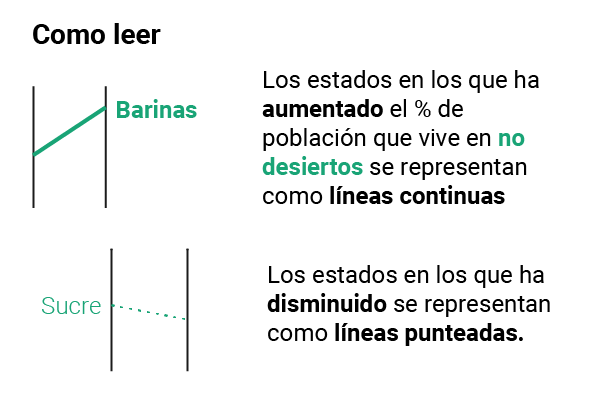 Como leer
Barinas
Los estados en los que ha
aumentado el % de
población que vive en no
desiertos se representan
como líneas continuas
Sucre
Los estados en los que ha
disminuido se representan
como líneas punteadas.